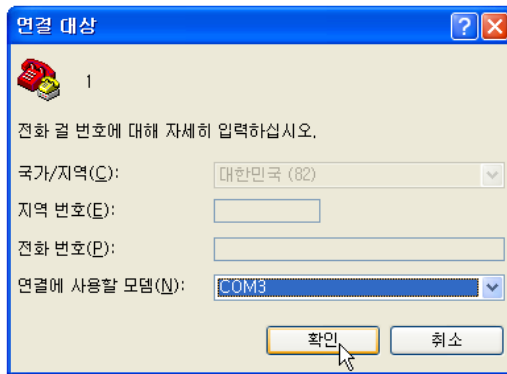 연결 대상
1
전화 걸 번호에 대해 자세히 입력하십시오.
국가/지역(C): 대한민국 (82)
지역 번호(E):
전화 번호(P):
연결에 사용할 모뎀(N): COM3
확인 취소